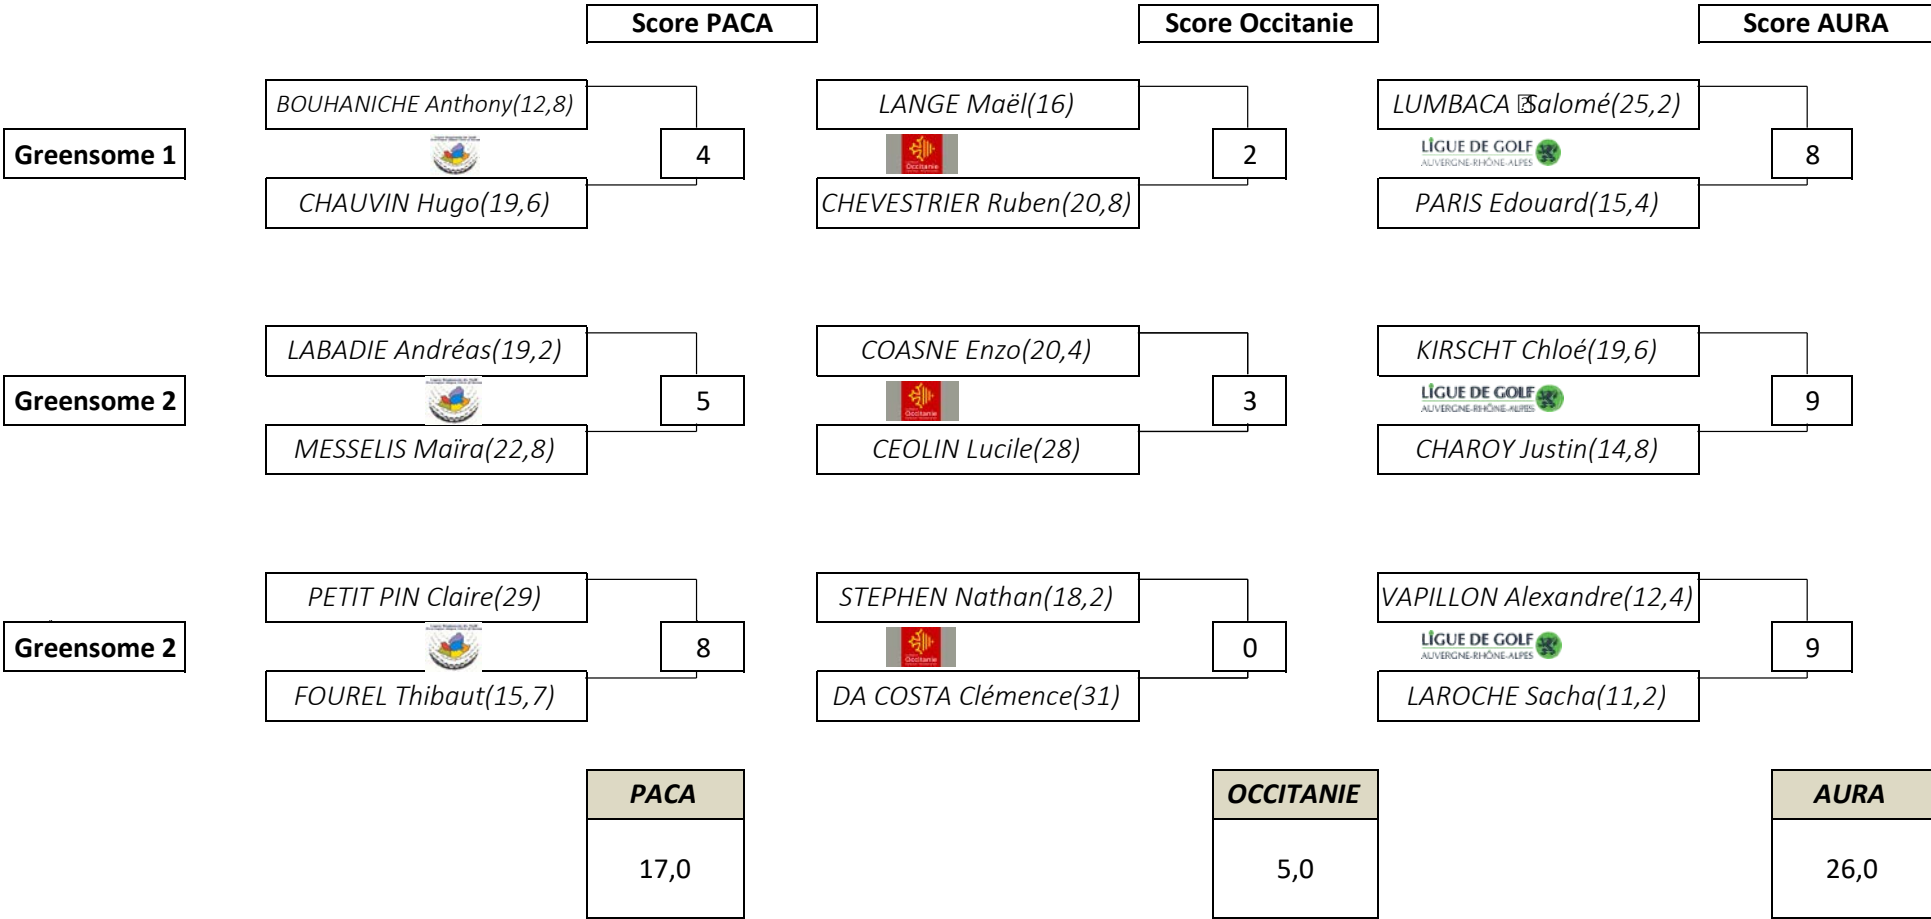 Score PACA
Score Occitanie
Score AURA
BOUHANICHE Anthony(12,8)
LANGE Maël(16)
LUMBACA Salomé(25,2)
Greensome 1
4
Occitanie
2
LIGUE DE GOLF
AUVERGNE-RHÔNE-ALPES
8
CHAUVIN Hugo(19,6)
CHEVESTRIER Ruben(20,8)
PARIS Edouard(15,4)
LABADIE Andréas(19,2)
COASNE Enzo(20,4)
KIRSCHT Chloé(19,6)
Greensome 2
5
Occitanie
3
LIGUE DE GOLF
AUVERGNE-RHÔNE-ALPES
9
MESSELIS Maïra(22,8)
CEOLIN Lucile(28)
CHAROY Justin(14,8)
PETIT PIN Claire(29)
STEPHEN Nathan(18,2)
VAPILLON Alexandre(12,4)
Greensome 2
8
Occitanie
0
LIGUE DE GOLF
AUVERGNE-RHÔNE-ALPES
9
FOUREL Thibaut(15,7)
DA COSTA Clémence(31)
LAROCHE Sacha(11,2)
PACA
OCCITANIE
AURA
17,0
5,0
26,0